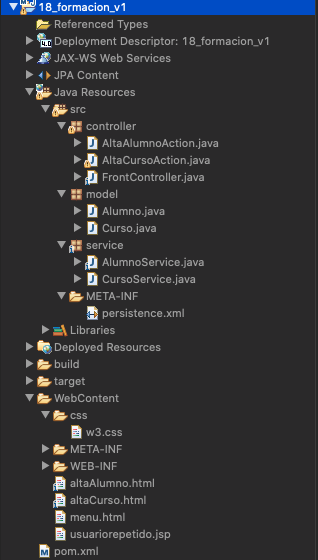 18_formacion_v1
Referenced Types
Deployment Descriptor: 18_formacion_v1
JAX-WS Web Services
JPA Content
Java Resources
src
controller
AltaAlumnoAction.java
AltaCursoAction.java
FrontController.java
model
Alumno.java
Curso.java
service
AlumnoService.java
CursoService.java
META-INF
persistence.xml
Libraries
Deployed Resources
build
target
WebContent
css
w3.css
META-INF
WEB-INF
altaAlumno.html
altaCurso.html
menu.html
usuariorepetido.jsp
pom.xml